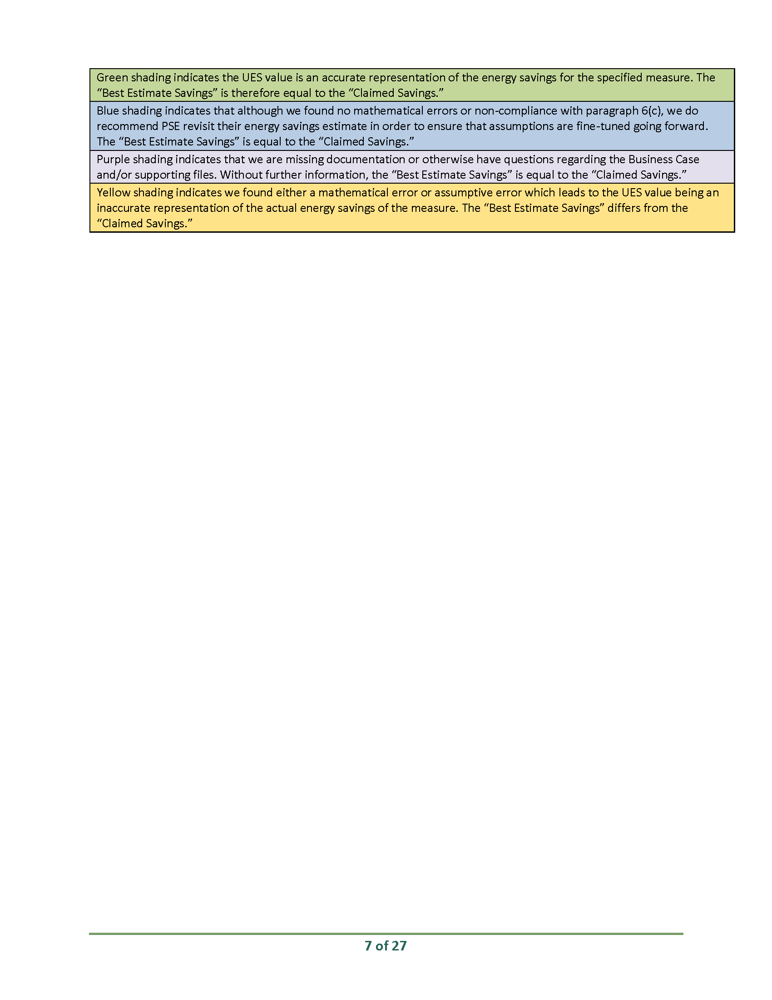 Green shading indicates the UES value is an accurate representation of the energy savings for the specified measure. The
“Best Estimate Savings” is therefore equal to the “Claimed Savings.”
Blue shading indicates that although we found no mathematical errors or non-compliance with paragraph 6(c), we do
recommend PSE revisit their energy savings estimate in order to ensure that assumptions are fine-tuned going forward.
The “Best Estimate Savings” is equal to the “Claimed Savings.”
Purple shading indicates that we are missing documentation or otherwise have questions regarding the Business Case
and/or supporting files. Without further information, the “Best Estimate Savings” is equal to the “Claimed Savings.”
Yellow shading indicates we found either a mathematical error or assumptive error which leads to the UES value being an
inaccurate representation of the actual energy savings of the measure. The “Best Estimate Savings” differs from the
“Claimed Savings.”
7 of 27